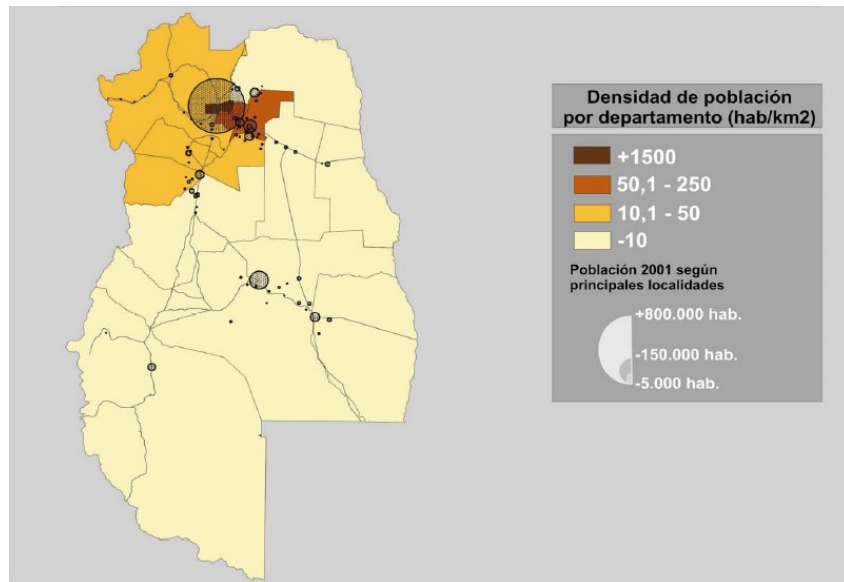 Densidad de población
por departamento (hab/km2)
+1500
50,1 - 250
10,1 - 50
-10
Población 2001 según
principales localidades
+800.000 hab.
-150.000 hab.
-5.000 hab.